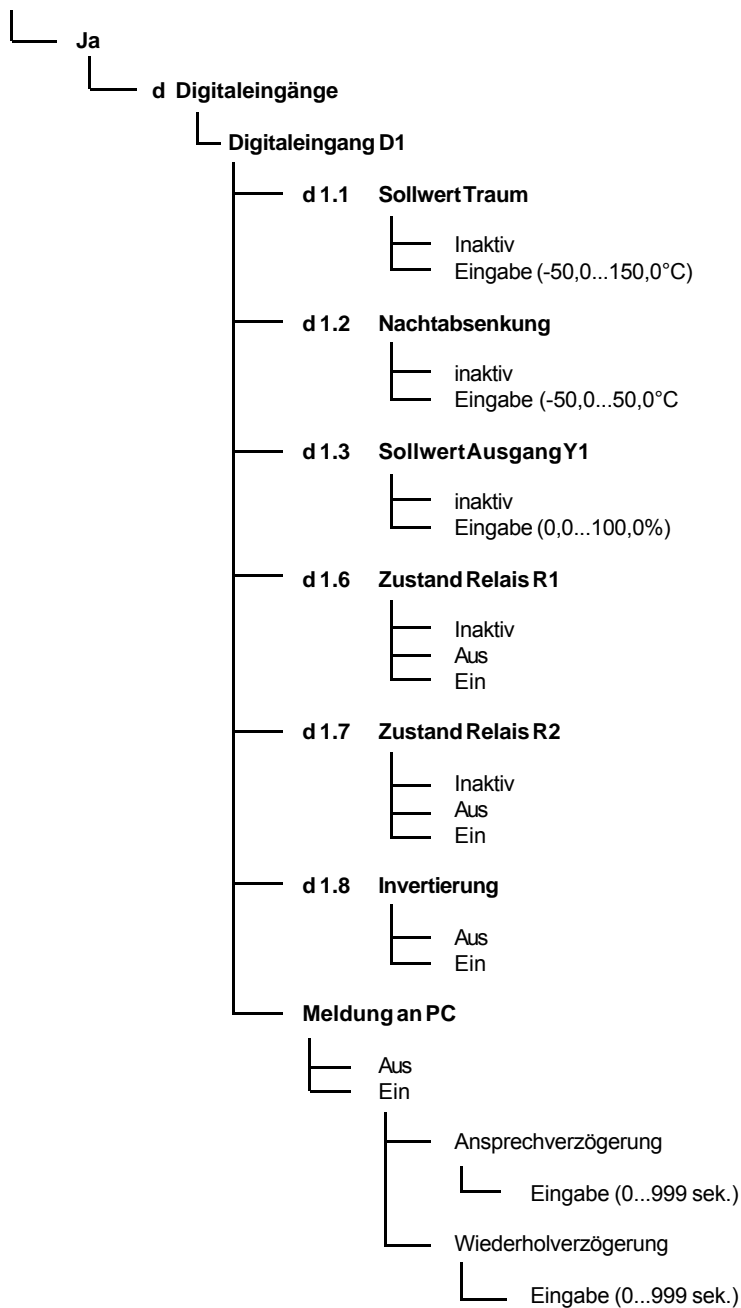 Ja
d Digitaleingänge
Digitaleingang D1
d 1.1 Sollwert Traum
Inaktiv
Eingabe (-50,0...150,0°C)
d 1.2 Nachtabsenkung
inaktiv
Eingabe (-50,0...50,0°C
d 1.3 Sollwert Ausgang Y1
inaktiv
Eingabe (0,0...100,0%)
d 1.6 Zustand Relais R1
Inaktiv
Aus
Ein
d 1.7 Zustand Relais R2
Inaktiv
Aus
Ein
d 1.8 Invertierung
Aus
Ein
Meldung an PC
Aus
Ein
Ansprechverzögerung
Eingabe (0...999 sek.)
Wiederholverzögerung
Eingabe (0...999 sek.)